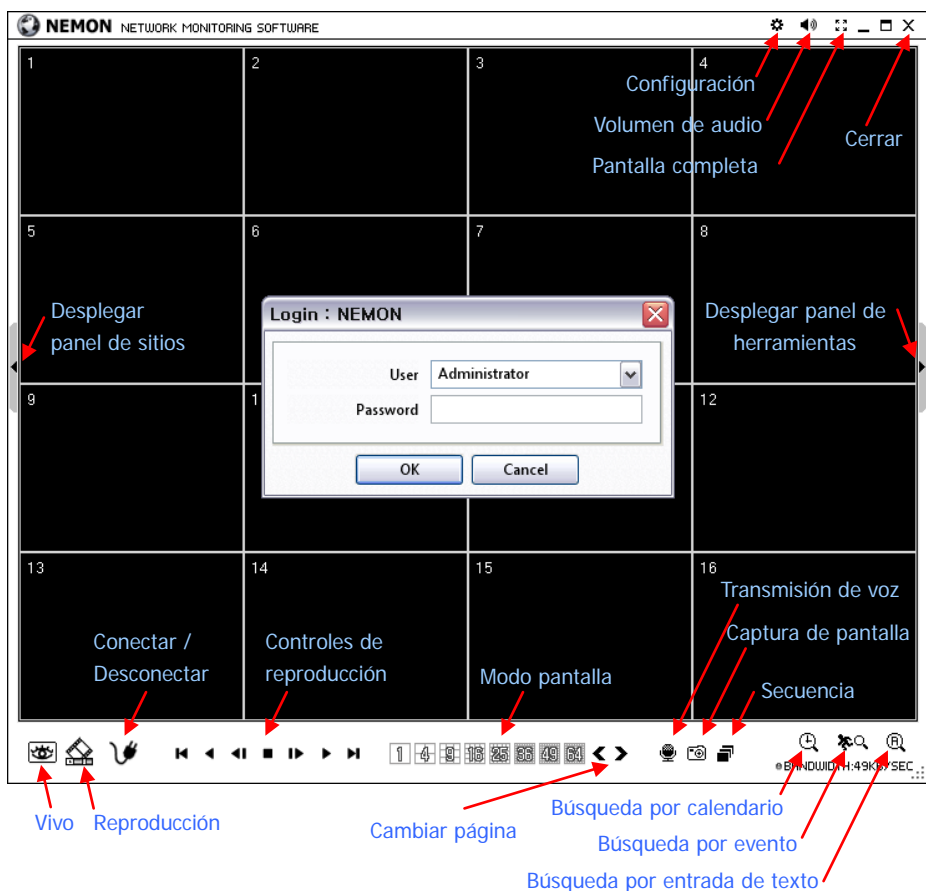 NEMON NETWORK MONITORING SOFTWARE
1
2
3
4
Configuración
Volumen de audio
Cerrar
Pantalla completa
5
6
7
8
Desplegar
panel de sitios
Desplegar panel de
herramientas
Login : NEMON
User Administrator
Password
OK Cancel
9
1
12
13
14
15
16
Transmisión de voz
Captura de pantalla
Secuencia
Conectar /
Desconectar
Controles de
reproducción
Modo pantalla
1 4 9 16 25 36 49 64
BANDWIDTH:49KB/SEC
Vivo
Reproducción
Cambiar página
Búsqueda por calendario
Búsqueda por evento
Búsqueda por entrada de texto